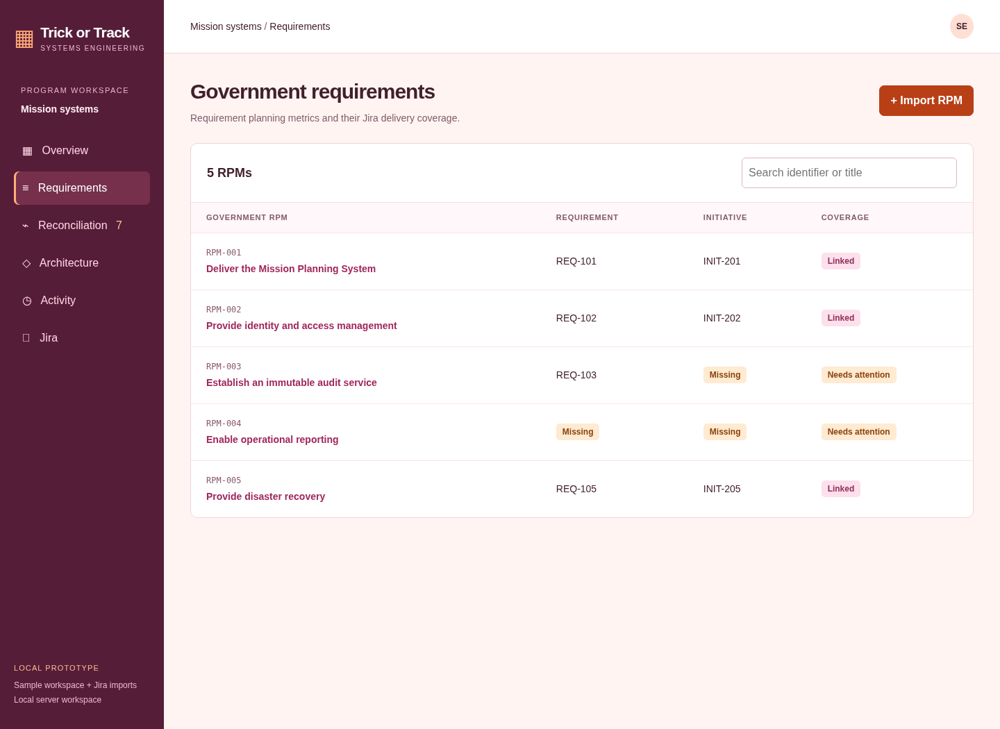 Trick or Track
SYSTEMS ENGINEERING
PROGRAM WORKSPACE
Mission systems
Overview
Requirements
Reconciliation 7
Architecture
Activity
Jira
LOCAL PROTOTYPE
Sample workspace + Jira imports
Local server workspace
Mission systems / Requirements
SE
Government requirements
Requirement planning metrics and their Jira delivery coverage.
+ Import RPM
5 RPMs
Search identifier or title
GOVERNMENT RPM REQUIREMENT INITIATIVE COVERAGE
RPM-001
Deliver the Mission Planning System
REQ-101 INIT-201 Linked
RPM-002
Provide identity and access management
REQ-102 INIT-202 Linked
RPM-003
Establish an immutable audit service
REQ-103 Missing Needs attention
RPM-004
Enable operational reporting
Missing Missing Needs attention
RPM-005
Provide disaster recovery
REQ-105 INIT-205 Linked